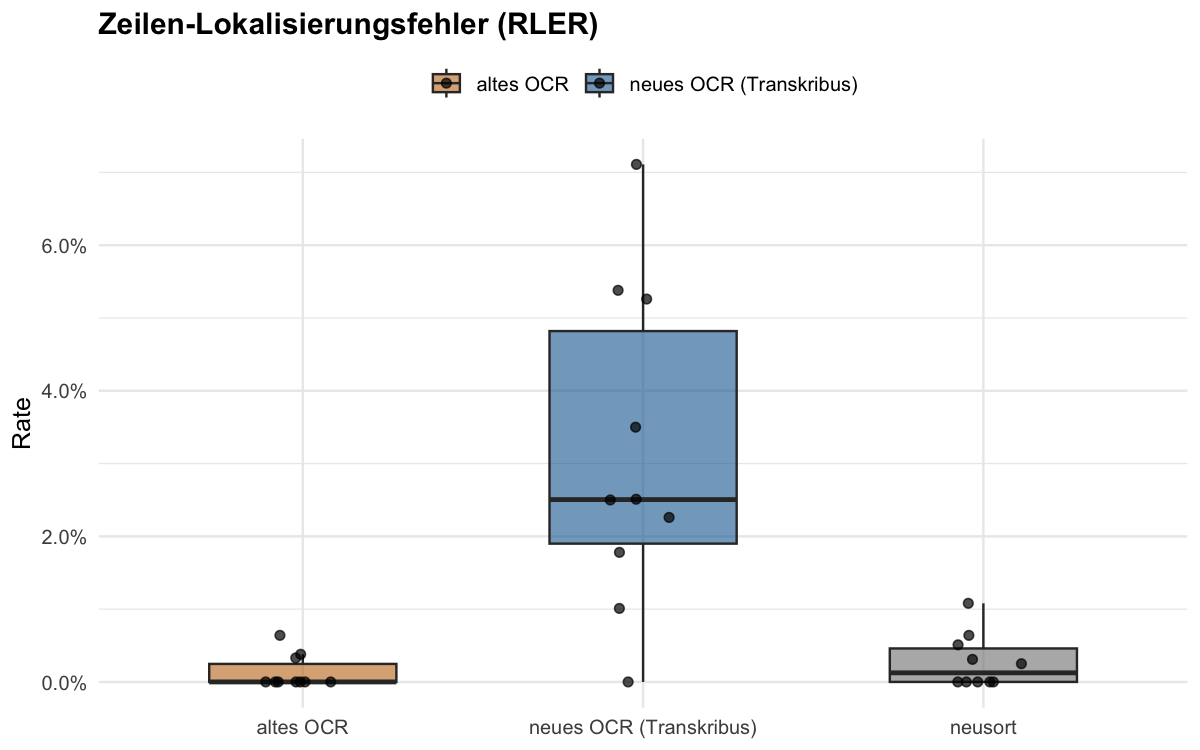 Zeilen-Lokalisierungsfehler (RLER)
altes OCR neues OCR (Transkribus)
Rate
6.0%
4.0%
2.0%
0.0%
altes OCR neues OCR (Transkribus) neusort